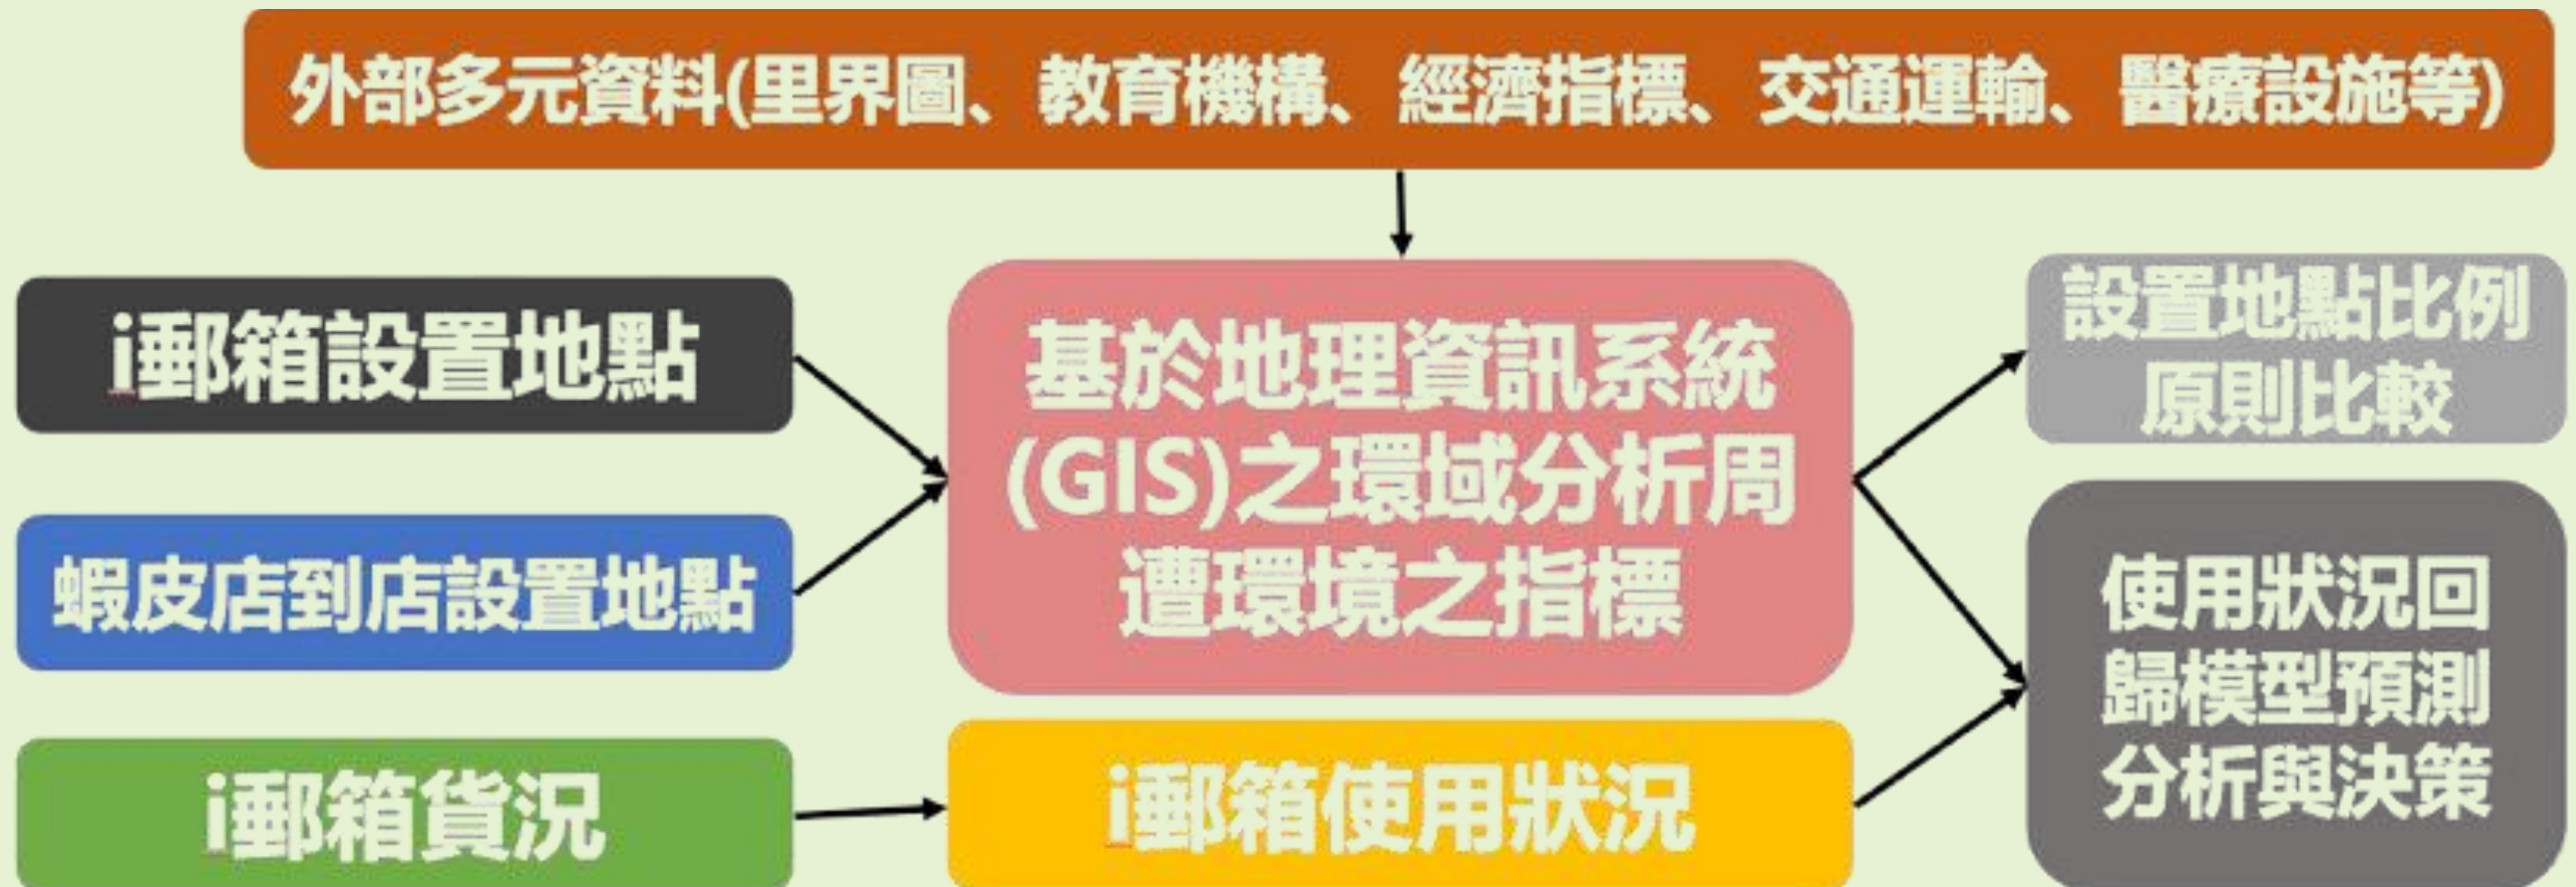 外部多元資料(里界圖、教育機構、經濟指標、交通運輸、醫療設施等)
i郵箱設置地點
蝦皮店到店設置地點
i郵箱貨況
基於地理資訊系統
(GIS)之環域分析周
遭環境之指標
i郵箱使用狀況
設置地點比例
原則比較
使用狀況回
歸模型預測
分析與決策